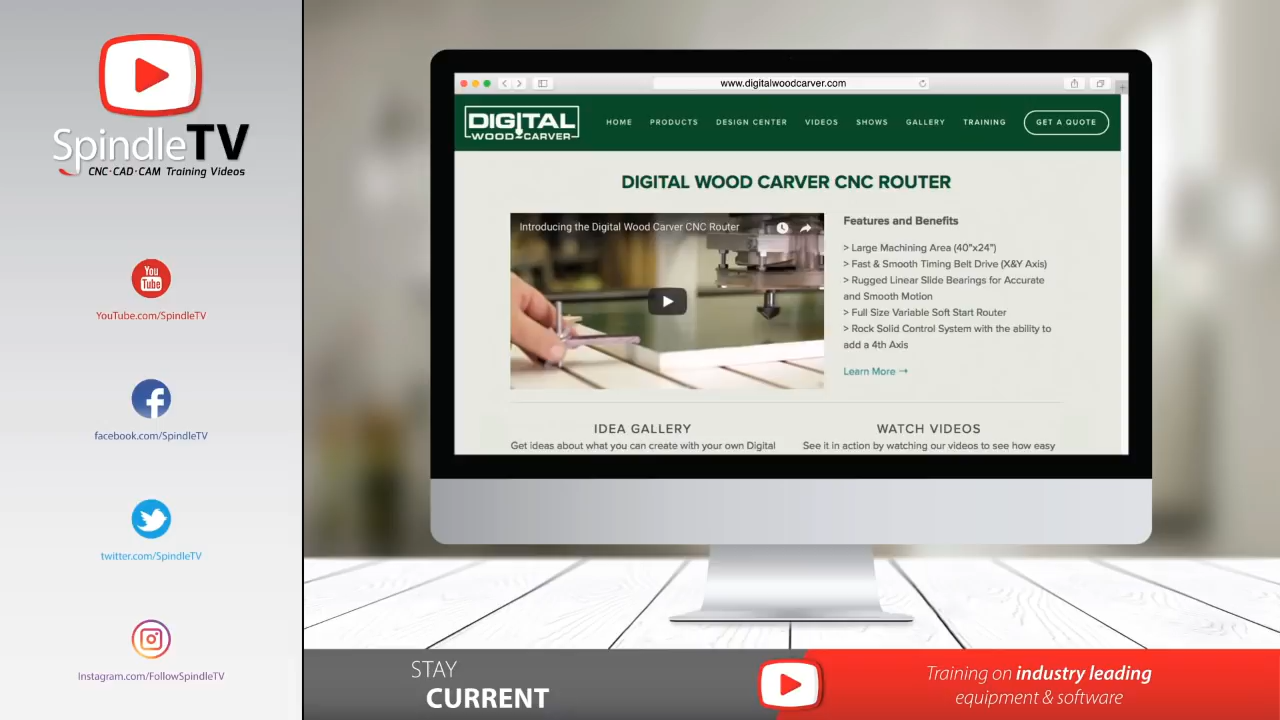 SpindleTV
CNC·CAD·CAM Training Videos
You
Tube
YouTube.com/SpindleTV
facebook.com/SpindleTV
twitter.com/SpindleTV
Instagram.com/FollowSpindleTV
www.digitalwoodcarver.com
DIGITAL
WOOD CARVER
HOME PRODUCTS DESIGN CENTER VIDEOS SHOWS GALLERY TRAINING GET A QUOTE
DIGITAL WOOD CARVER CNC ROUTER
Introducing the Digital Wood Carver CNC Router
Features and Benefits
> Large Machining Area (40"x24")
> Fast & Smooth Timing Belt Drive (X&Y Axis)
> Rugged Linear Slide Bearings for Accurate
and Smooth Motion
> Full Size Variable Soft Start Router
> Rock Solid Control System with the ability to
add a 4th Axis
Learn More →
IDEA GALLERY
Get ideas about what you can create with your own Digital
WATCH VIDEOS
See it in action by watching our videos to see how easy
STAY
CURRENT
Training on industry leading
equipment & software